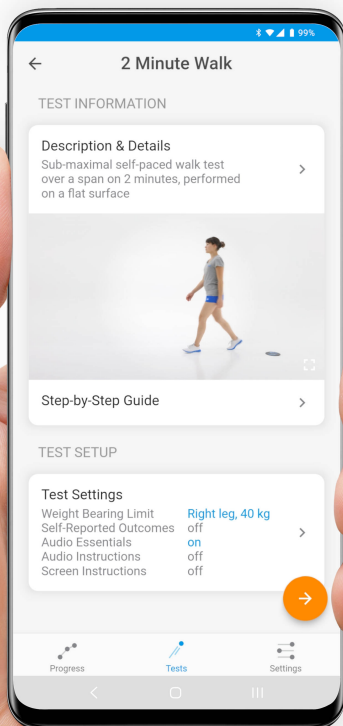 99%
2 Minute Walk
TEST INFORMATION
Description & Details
Sub-maximal self-paced walk test
over a span on 2 minutes, performed
on a flat surface
Step-by-Step Guide
TEST SETUP
Test Settings
Weight Bearing Limit Right leg, 40 kg
Self-Reported Outcomes off
Audio Essentials on
Audio Instructions off
Screen Instructions off
Progress Tests Settings